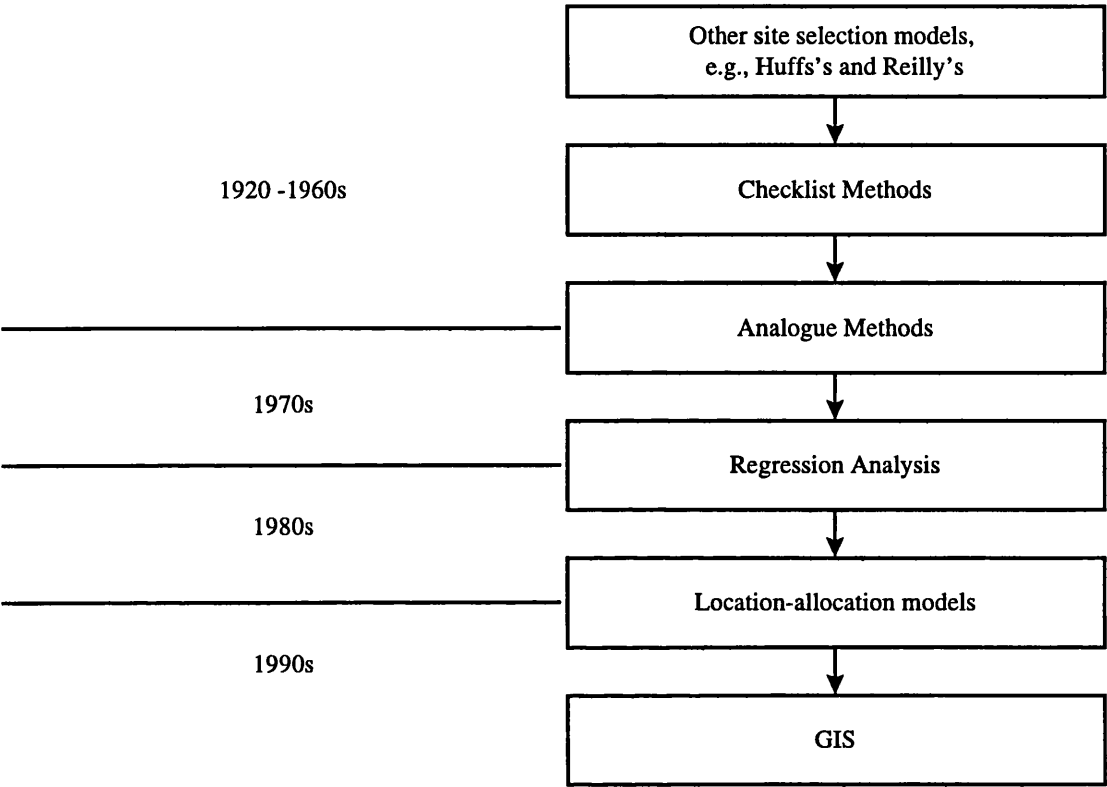 Other site selection models,
e.g., Huffs's and Reilly's
1920 -1960s
Checklist Methods
Analogue Methods
1970s
Regression Analysis
1980s
Location-allocation models
1990s
GIS